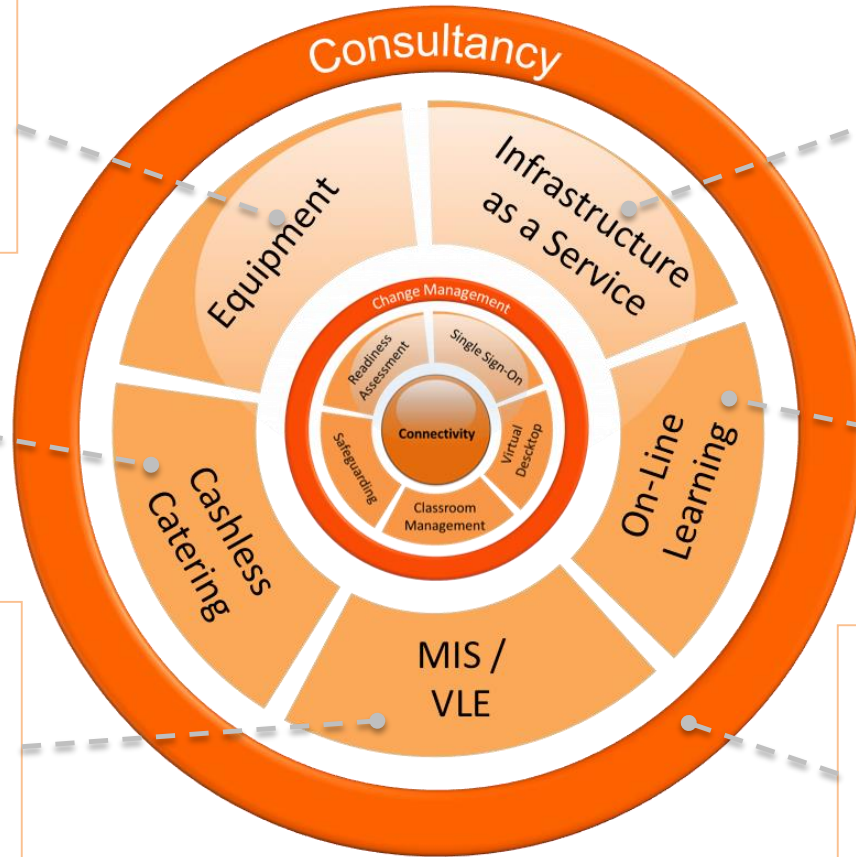 Consultancy
Equipment
Infrastructure
as a Service
Change Management
Readiness
Assessment
Single Sign-On
Connectivity
Safeguarding
Virtual
Descktop
Classroom
Management
On-Line
Learning
Cashless
Catering
MIS /
VLE